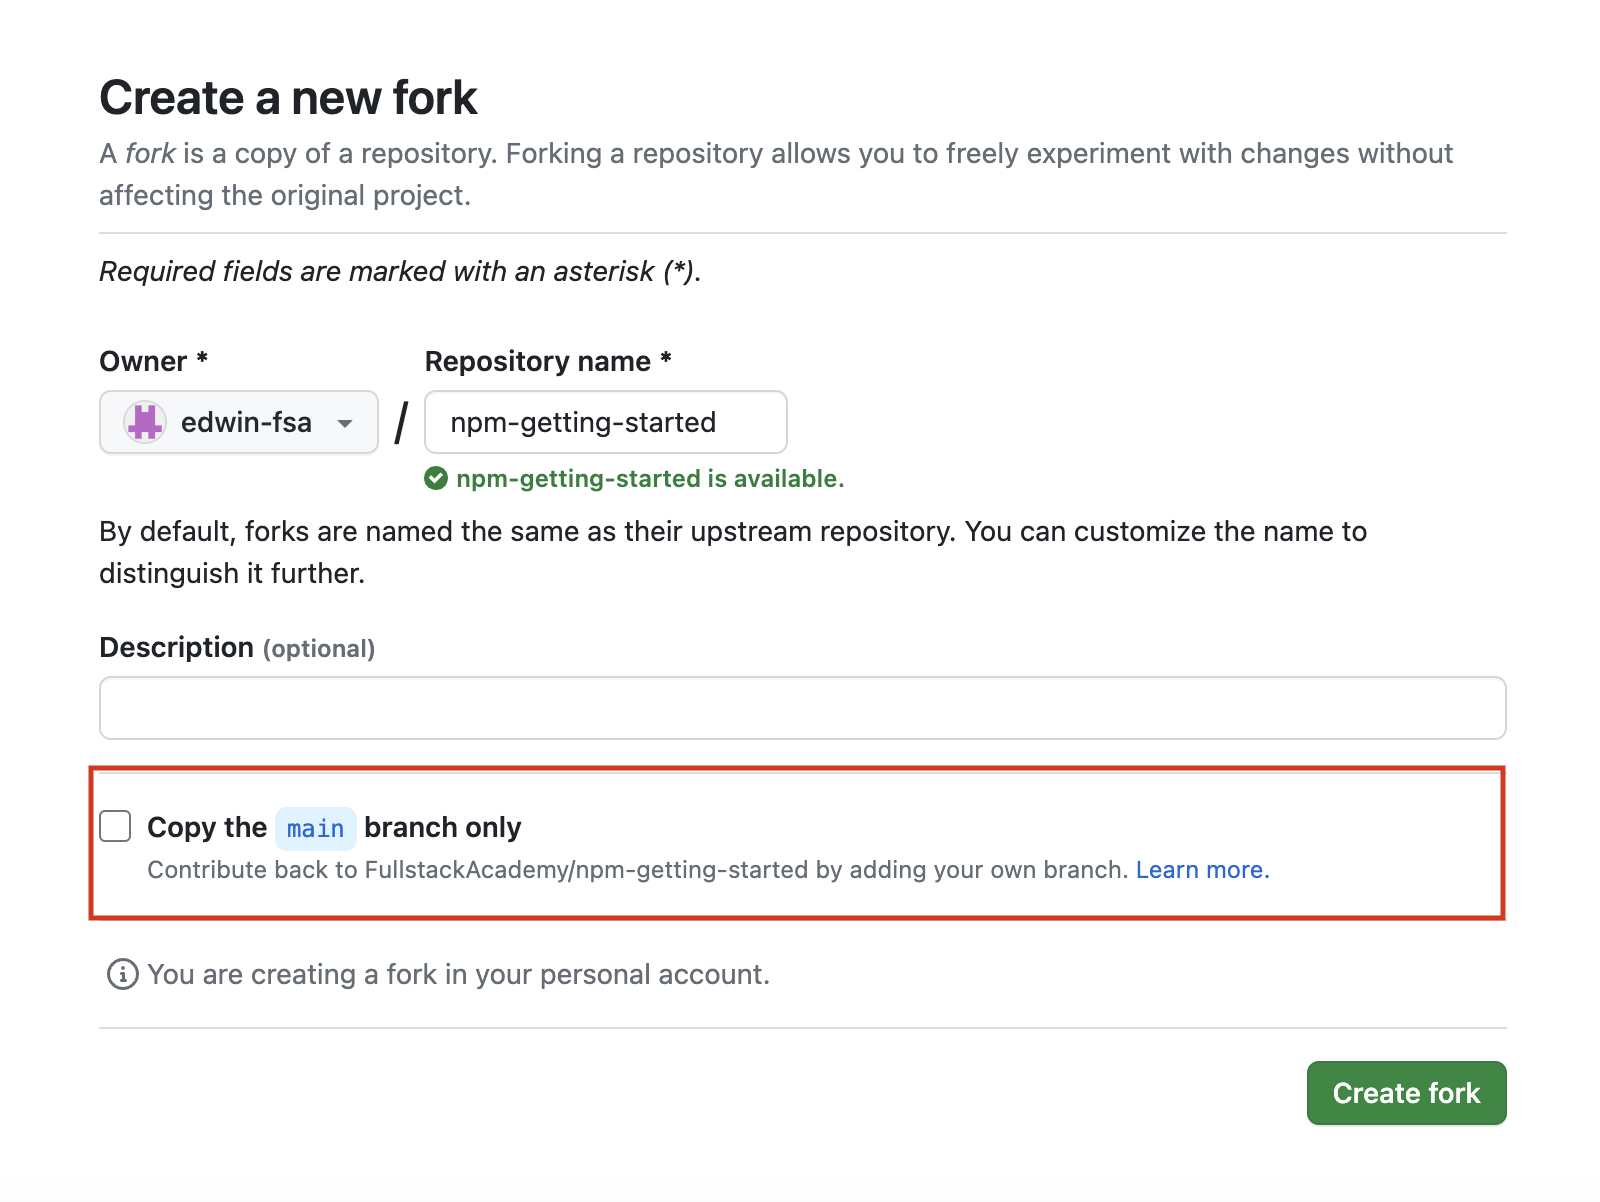 Create a new fork
A fork is a copy of a repository. Forking a repository allows you to freely experiment with changes without
affecting the original project.
Required fields are marked with an asterisk (*).
Owner * Repository name *
edwin-fsa / npm-getting-started
npm-getting-started is available.
By default, forks are named the same as their upstream repository. You can customize the name to
distinguish it further.
Description (optional)
Copy the main branch only
Contribute back to FullstackAcademy/npm-getting-started by adding your own branch. Learn more.
You are creating a fork in your personal account.
Create fork